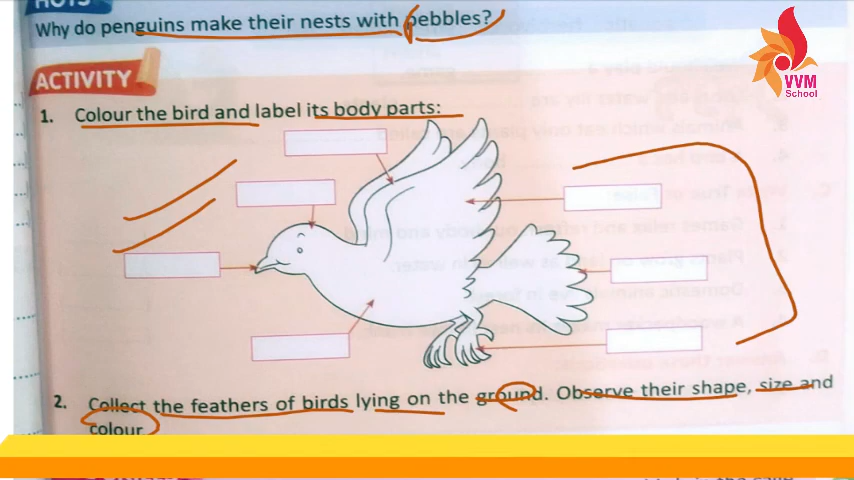 HOTS
Why do penguins make their nests with pebbles?
VVM
School
ACTIVITY
1. Colour the bird and label its body parts:
2. Collect the feathers of birds lying on the ground. Observe their shape, size and
colour